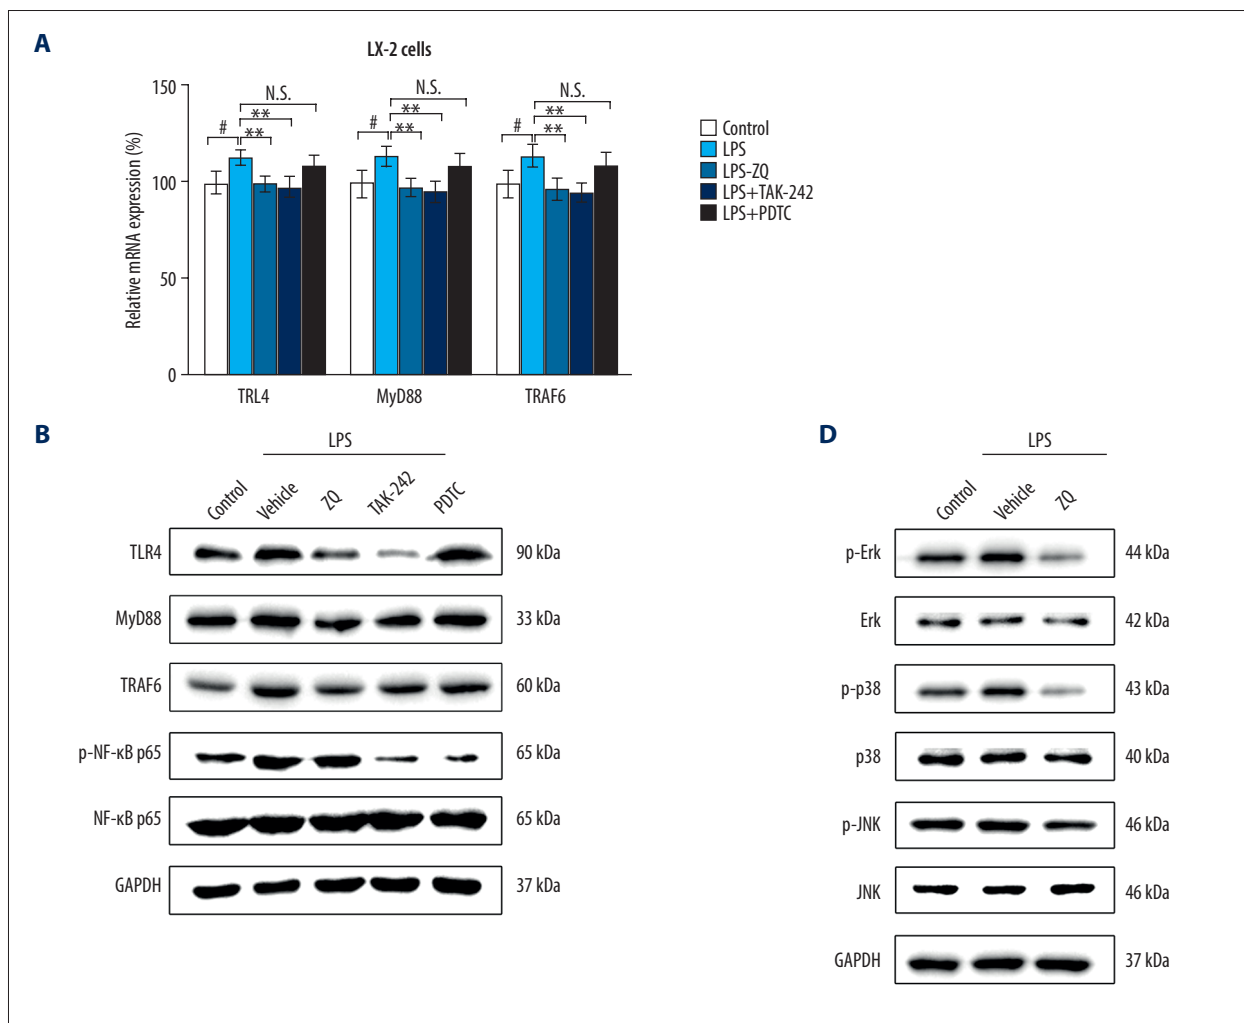 A
LX-2 cells
Relative mRNA expression (%)
150
100
50
0
# ** ** N.S.
# ** ** N.S.
# ** ** N.S.
TRL4 MyD88 TRAF6
Control
LPS
LPS-ZQ
LPS+TAK-242
LPS+PDTC
B
LPS
Control Vehicle ZQ TAK-242 PDTC
TLR4 90 kDa
MyD88 33 kDa
TRAF6 60 kDa
p-NF-κB p65 65 kDa
NF-κB p65 65 kDa
GAPDH 37 kDa
D
LPS
Control Vehicle ZQ
p-Erk 44 kDa
Erk 42 kDa
p-p38 43 kDa
p38 40 kDa
p-JNK 46 kDa
JNK 46 kDa
GAPDH 37 kDa